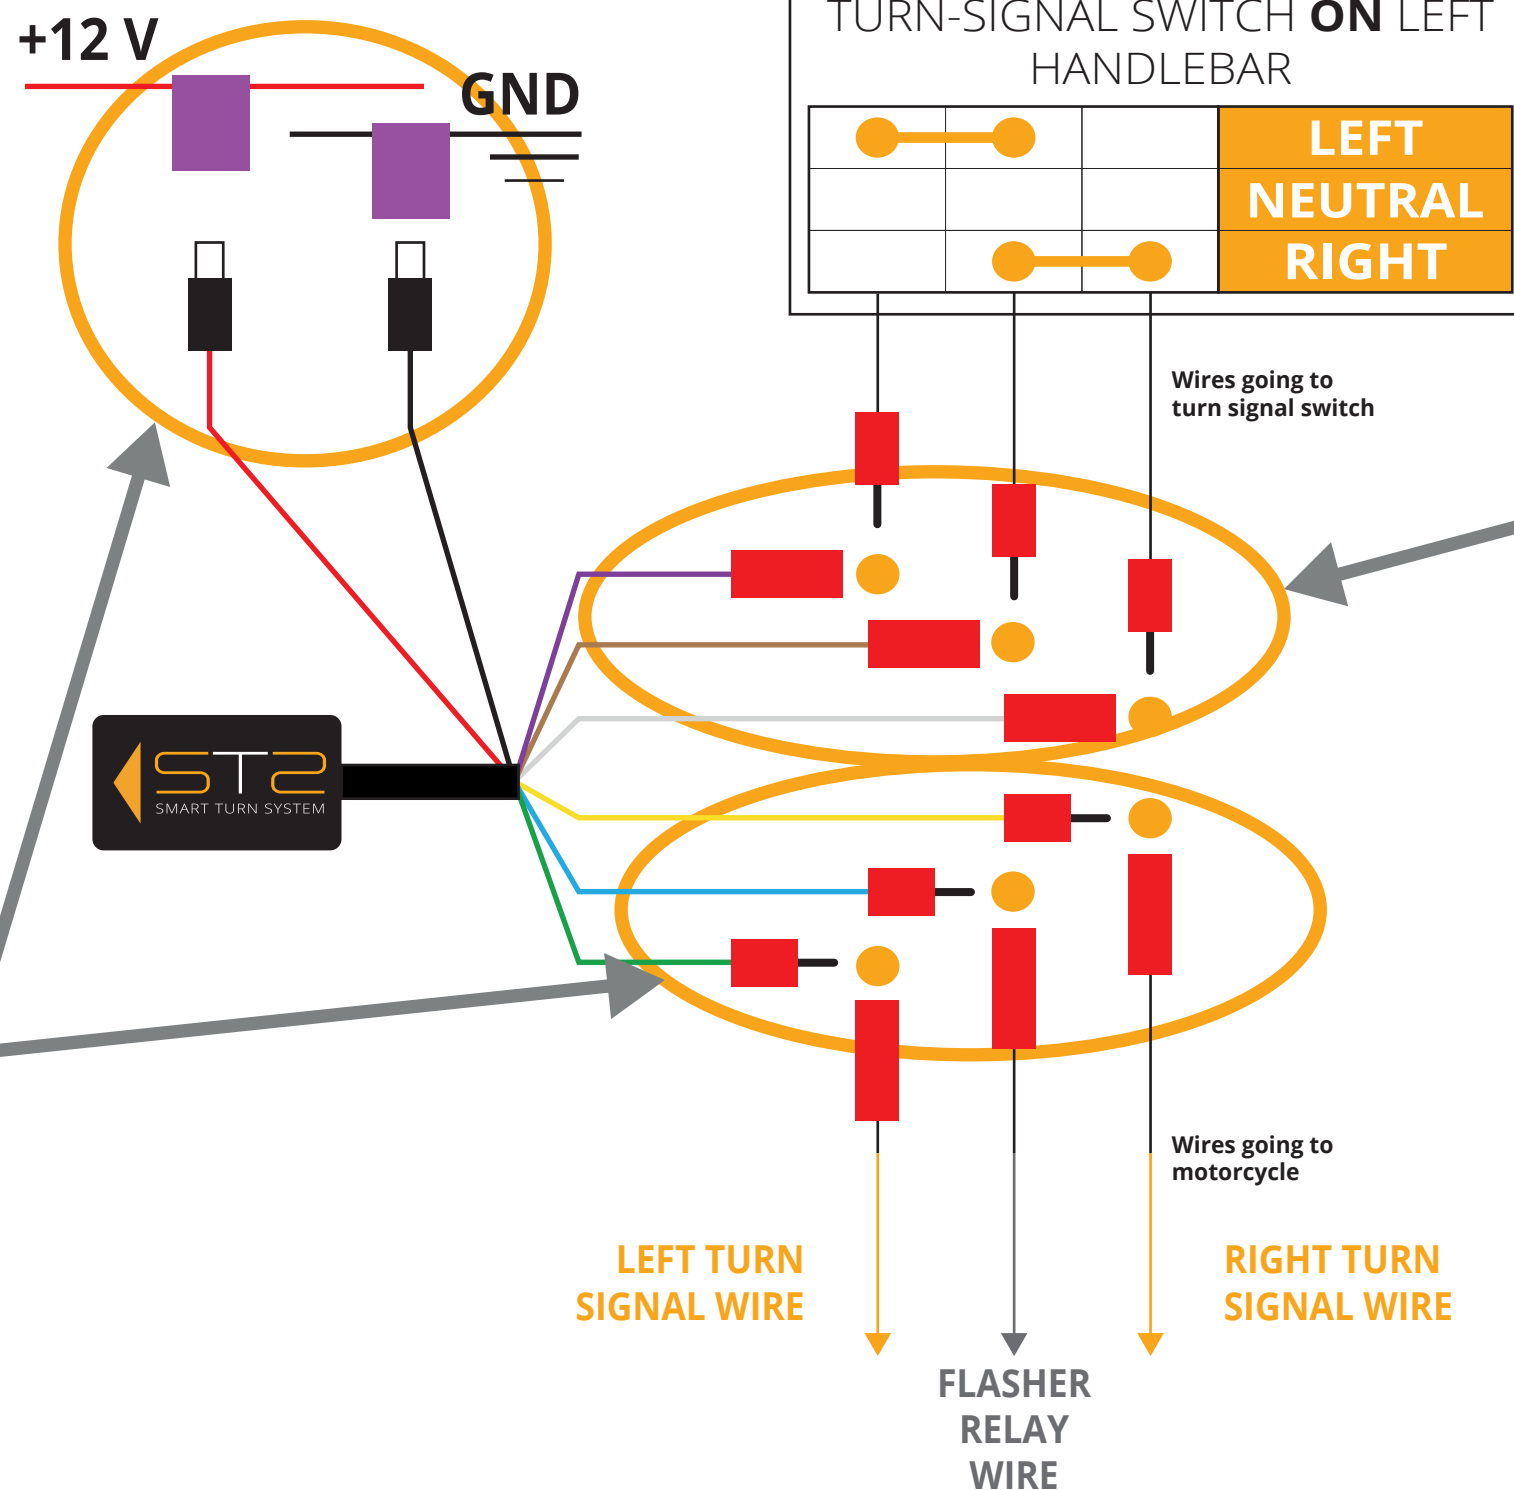 +12 V
GND
TURN-SIGNAL SWITCH ON LEFT
HANDLEBAR
LEFT
NEUTRAL
RIGHT
Wires going to
turn signal switch
STS
SMART TURN SYSTEM
Wires going to
motorcycle
LEFT TURN
SIGNAL WIRE
RIGHT TURN
SIGNAL WIRE
FLASHER
RELAY
WIRE